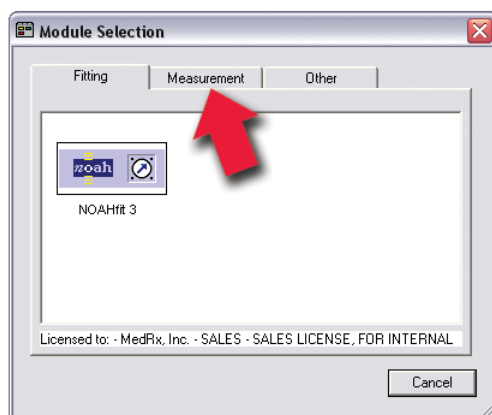 Module Selection
Fitting Measurement Other
noah
NOAHfit 3
Licensed to: - MedRx, Inc. - SALES - SALES LICENSE, FOR INTERNAL
Cancel